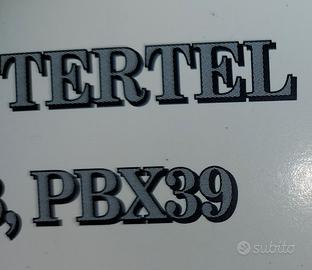 TERTEL
, PBX39
subito